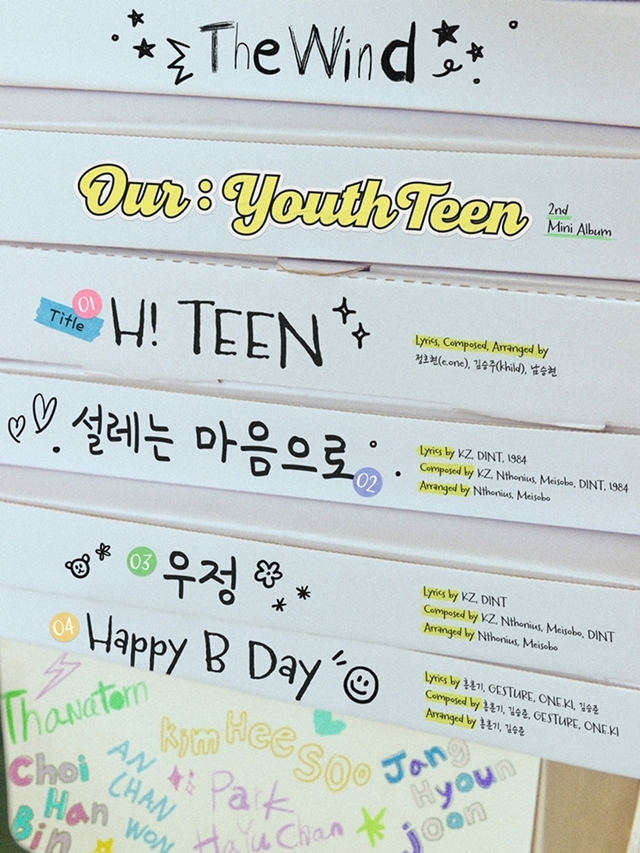 The Wind
Our : YouthTeen
2nd
Mini Album
01
Title
H! TEEN
Lyrics, Composed, Arranged by
정호현(e.one), 김승주(khild), 남승현
설레는 마음으로
02
Lyrics by KZ, DINT, 1984
Composed by KZ, Nthonius, Meisobo, DINT, 1984
Arranged by Nthonius, Meisobo
03
우정
Lyrics by KZ, DINT
Composed by KZ, Nthonius, Meisobo, DINT
Arranged by Nthonius, Meisobo
04
Happy B Day
Lyrics by 홍훈기, GESTURE, ONE.KI, 김승준
Composed by 홍훈기, 김승준, GESTURE, ONE.KI
Arranged by 홍훈기, 김승준
Thanatorn
Kim Hee Soo
Choi
Han
Bin
AN
CHAN
WON
Park
HaYuChan
Jang
Hyoun
joon